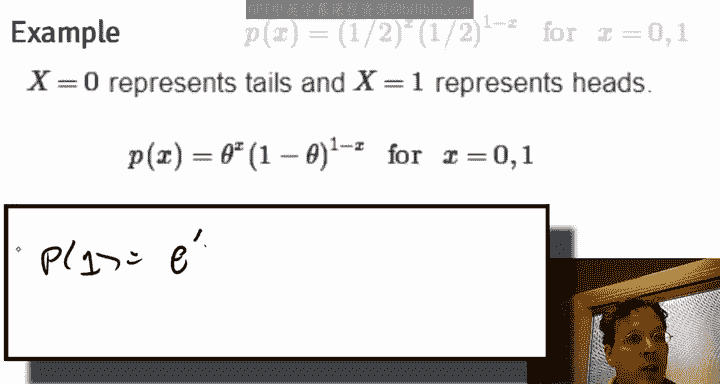 Example p(x) = (1/2)^x (1/2)^{1−x} for x = 0, 1
X = 0 represents tails and X = 1 represents heads.
p(x) = θ^x (1 − θ)^{1−x} for x = 0, 1
P(1) = θ'